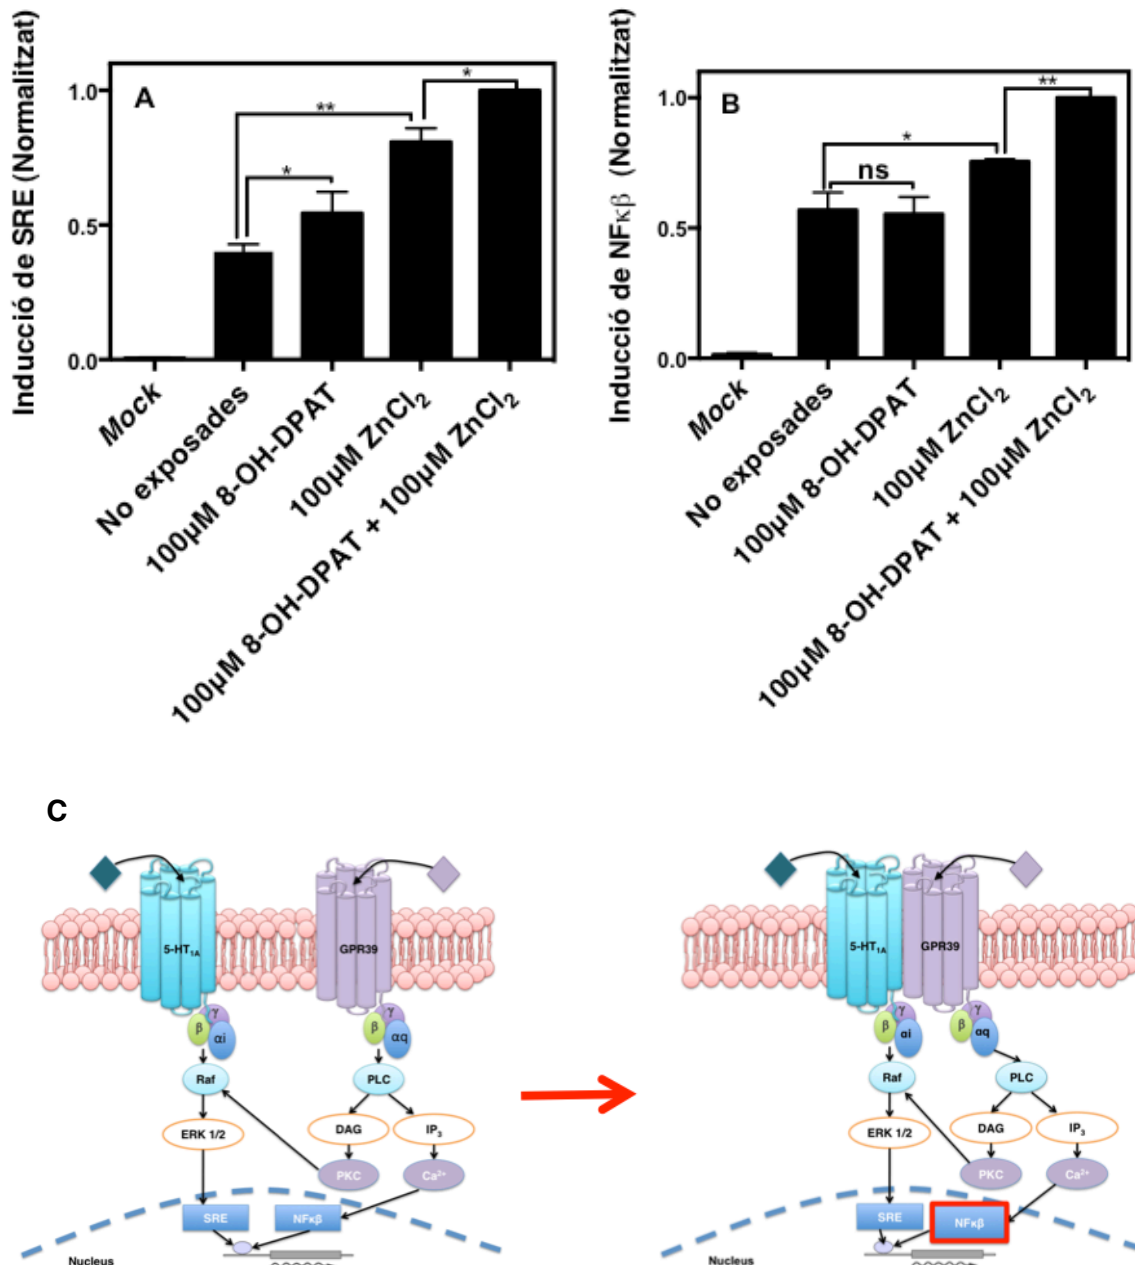 Inducció de SRE (Normalitzat)
A
1.0
0.5
0.0
**
*
*
Mock
No exposades
100µM 8-OH-DPAT
100µM ZnCl₂
100µM 8-OH-DPAT + 100µM ZnCl₂
Inducció de NFκβ (Normalitzat)
B
1.0
0.5
0.0
**
*
ns
Mock
No exposades
100µM 8-OH-DPAT
100µM ZnCl₂
100µM 8-OH-DPAT + 100µM ZnCl₂
C
5-HT₁A
GPR39
β γ αi
β γ αq
Raf
PLC
ERK 1/2
DAG
IP₃
PKC
Ca²⁺
SRE
NFκβ
Nucleus
5-HT₁A
GPR39
β γ αi
β γ αq
Raf
PLC
ERK 1/2
DAG
IP₃
PKC
Ca²⁺
SRE
NFκβ
Nucleus